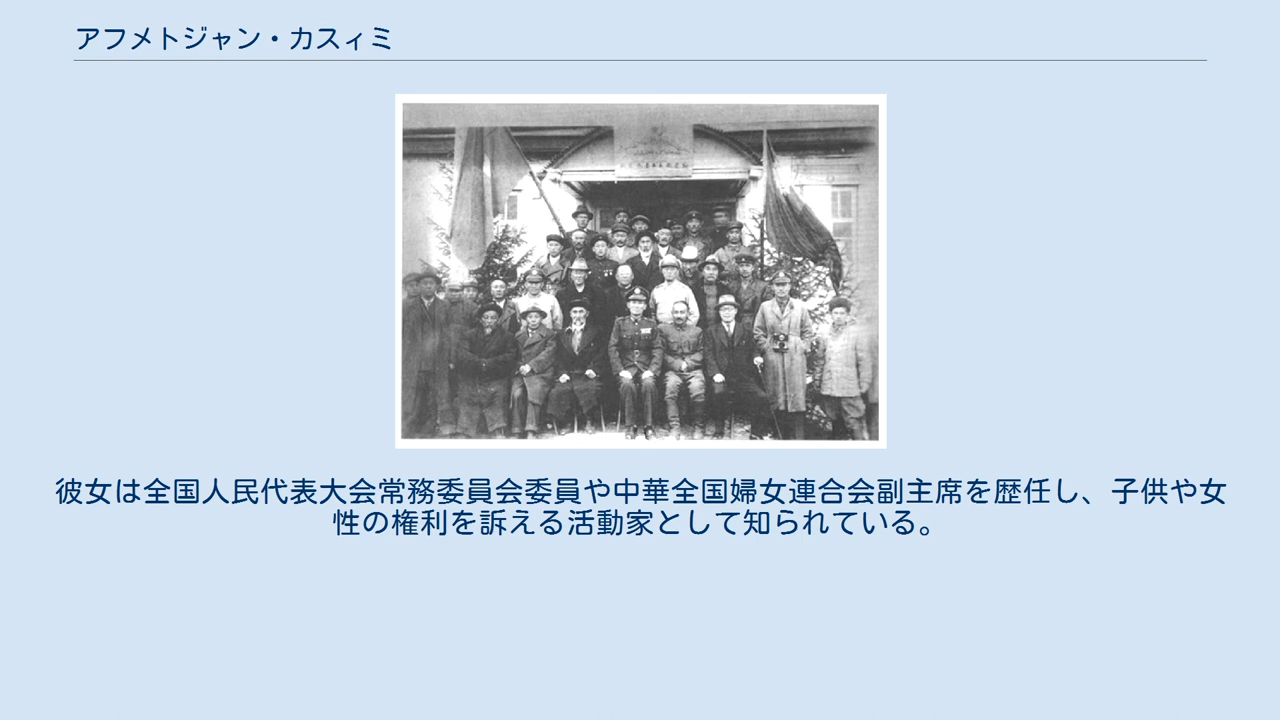 アフメトジャン・カスィミ
彼女は全国人民代表大会常務委員会委員や中華全国婦女連合会副主席を歴任し、子供や女
性の権利を訴える活動家として知られている。